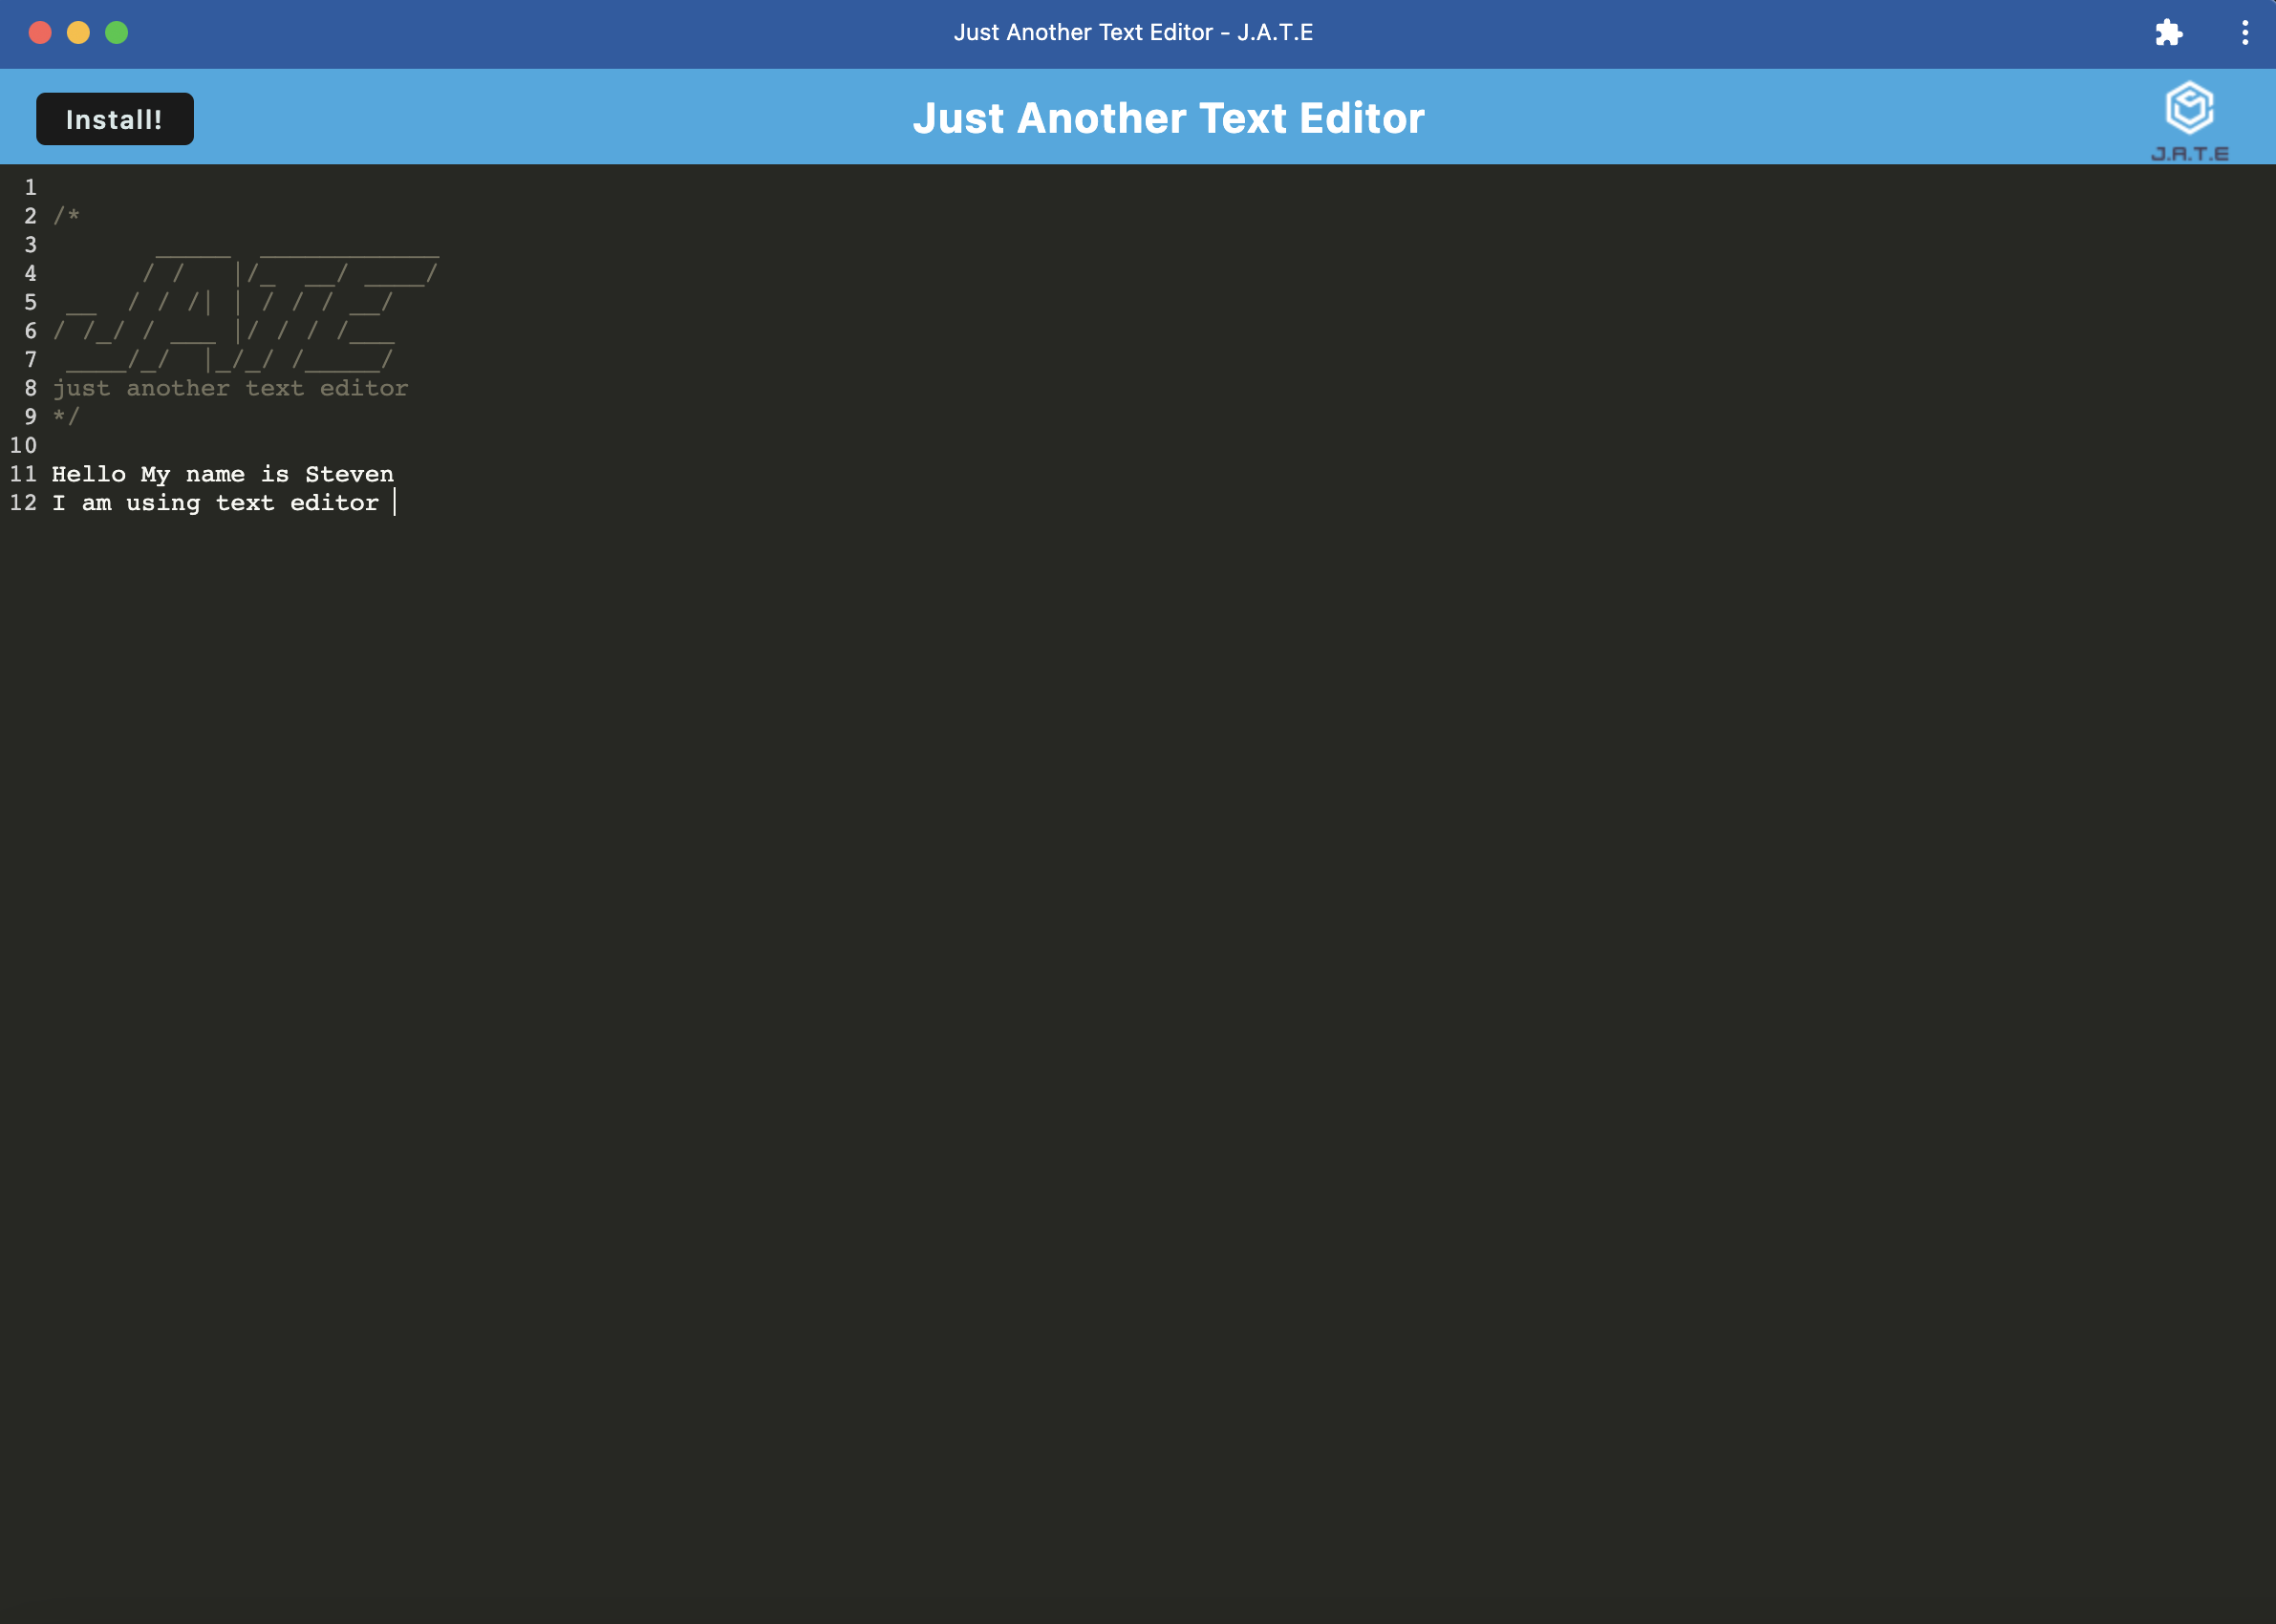 Just Another Text Editor – J.A.T.E
Install!
Just Another Text Editor
J.A.T.E
1
2 /*
3        _____  ____________
4       / /   |/_  __/ ____/
5  __  / / /| | / / / __/
6 / /_/ / ___ |/ / / /___
7  ____/_/  |_/_/ /_____/
8 just another text editor
9 */
10
11 Hello My name is Steven
12 I am using text editor